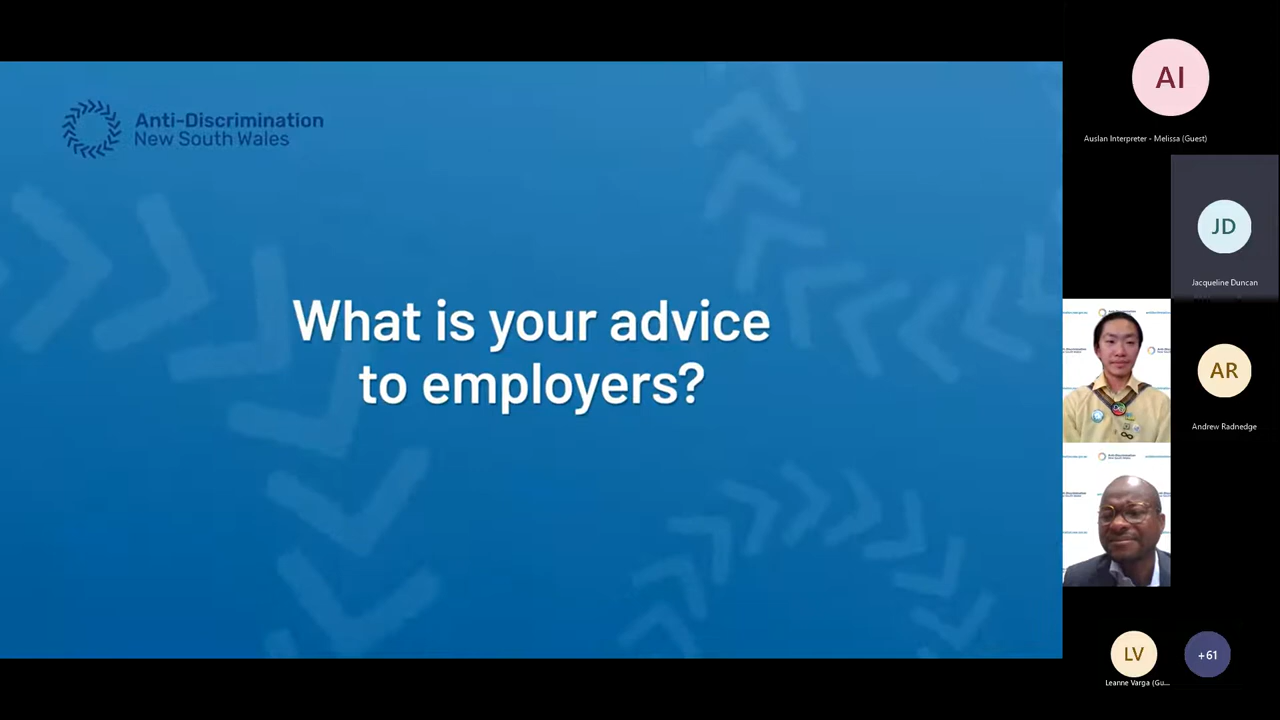 Anti-Discrimination
New South Wales
What is your advice
to employers?
AI
Auslan Interpreter - Melissa (Guest)
JD
Jacqueline Duncan
AR
Andrew Radnedge
LV
Leanne Varga (Gu...
+61